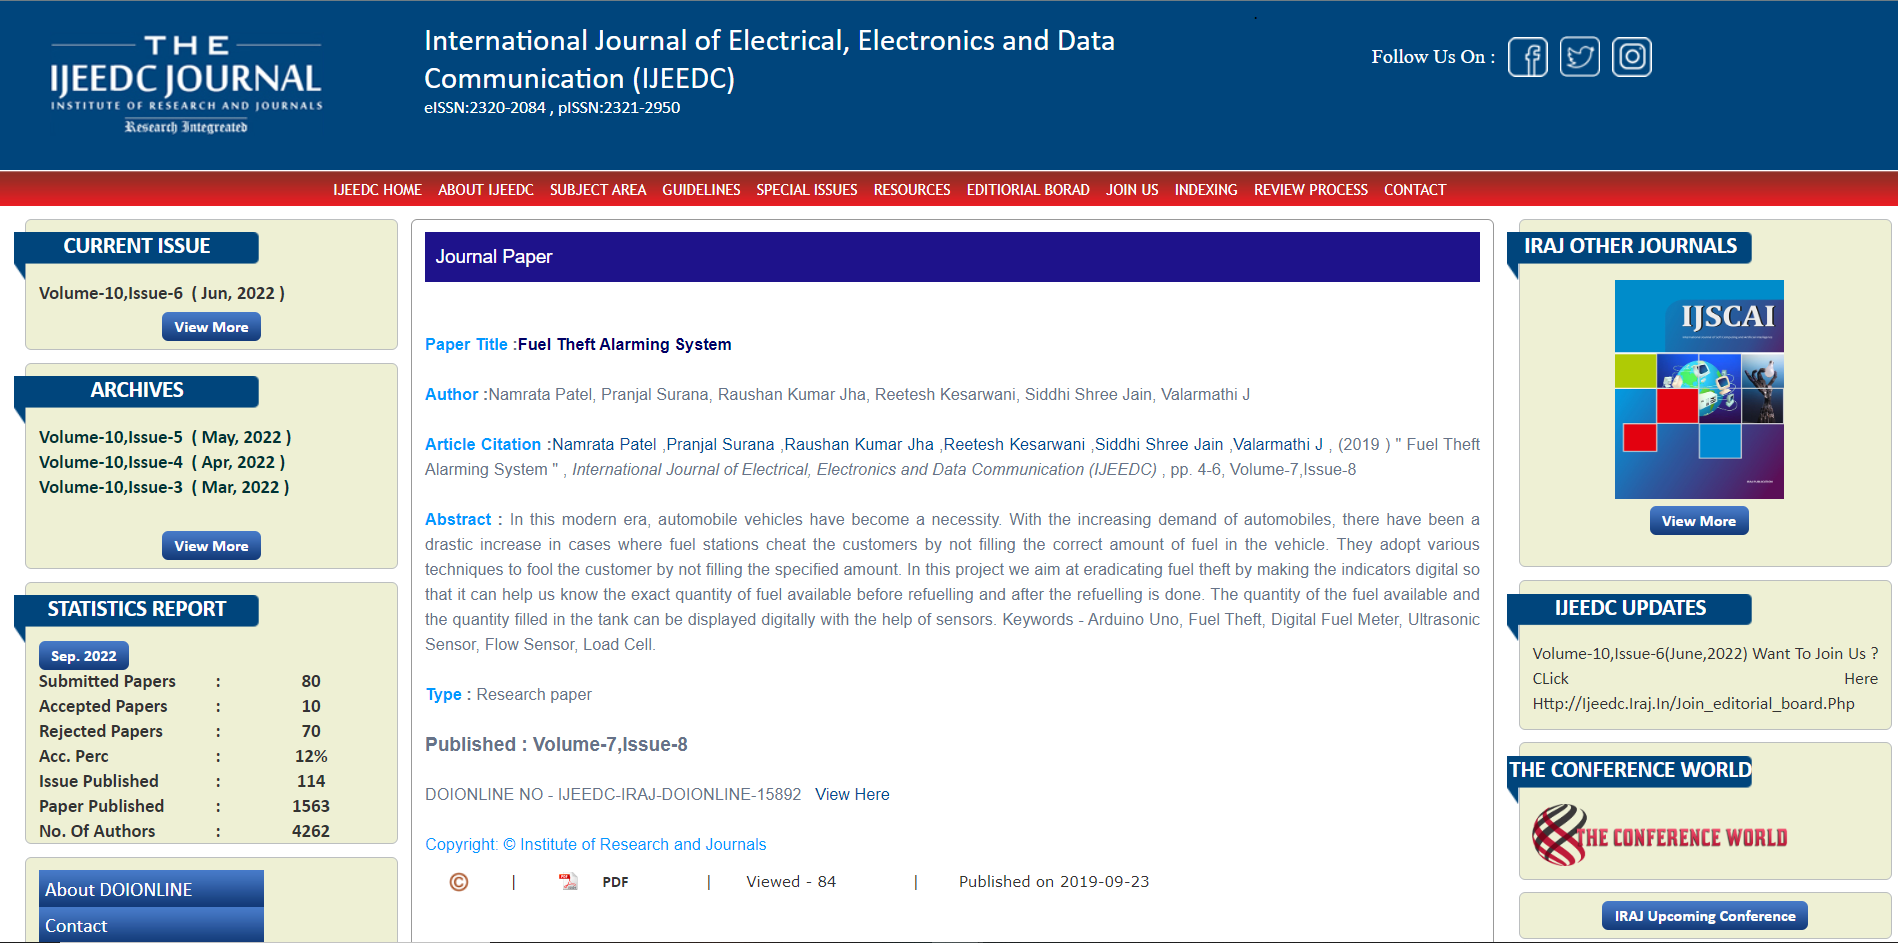 THE
IJEEDC JOURNAL
INSTITUTE OF RESEARCH AND JOURNALS
Research Integreated
International Journal of Electrical, Electronics and Data
Communication (IJEEDC)
eISSN:2320-2084 , pISSN:2321-2950
Follow Us On :
IJEEDC HOME ABOUT IJEEDC SUBJECT AREA GUIDELINES SPECIAL ISSUES RESOURCES EDITIORIAL BORAD JOIN US INDEXING REVIEW PROCESS CONTACT
CURRENT ISSUE
Volume-10,Issue-6 ( Jun, 2022 )
View More
ARCHIVES
Volume-10,Issue-5 ( May, 2022 )
Volume-10,Issue-4 ( Apr, 2022 )
Volume-10,Issue-3 ( Mar, 2022 )
View More
STATISTICS REPORT
Sep. 2022
Submitted Papers : 80
Accepted Papers : 10
Rejected Papers : 70
Acc. Perc : 12%
Issue Published : 114
Paper Published : 1563
No. Of Authors : 4262
About DOIONLINE
Contact
Journal Paper
Paper Title :Fuel Theft Alarming System
Author :Namrata Patel, Pranjal Surana, Raushan Kumar Jha, Reetesh Kesarwani, Siddhi Shree Jain, Valarmathi J
Article Citation :Namrata Patel ,Pranjal Surana ,Raushan Kumar Jha ,Reetesh Kesarwani ,Siddhi Shree Jain ,Valarmathi J , (2019 ) " Fuel Theft
Alarming System " , International Journal of Electrical, Electronics and Data Communication (IJEEDC) , pp. 4-6, Volume-7,Issue-8
Abstract : In this modern era, automobile vehicles have become a necessity. With the increasing demand of automobiles, there have been a
drastic increase in cases where fuel stations cheat the customers by not filling the correct amount of fuel in the vehicle. They adopt various
techniques to fool the customer by not filling the specified amount. In this project we aim at eradicating fuel theft by making the indicators digital so
that it can help us know the exact quantity of fuel available before refuelling and after the refuelling is done. The quantity of the fuel available and
the quantity filled in the tank can be displayed digitally with the help of sensors. Keywords - Arduino Uno, Fuel Theft, Digital Fuel Meter, Ultrasonic
Sensor, Flow Sensor, Load Cell.
Type : Research paper
Published : Volume-7,Issue-8
DOIONLINE NO - IJEEDC-IRAJ-DOIONLINE-15892 View Here
Copyright: © Institute of Research and Journals
© | PDF | Viewed - 84 | Published on 2019-09-23
IRAJ OTHER JOURNALS
IJSCAI
View More
IJEEDC UPDATES
Volume-10,Issue-6(June,2022) Want To Join Us ?
CLick Here
Http://Ijeedc.Iraj.In/Join_editorial_board.Php
THE CONFERENCE WORLD
THE CONFERENCE WORLD
IRAJ Upcoming Conference